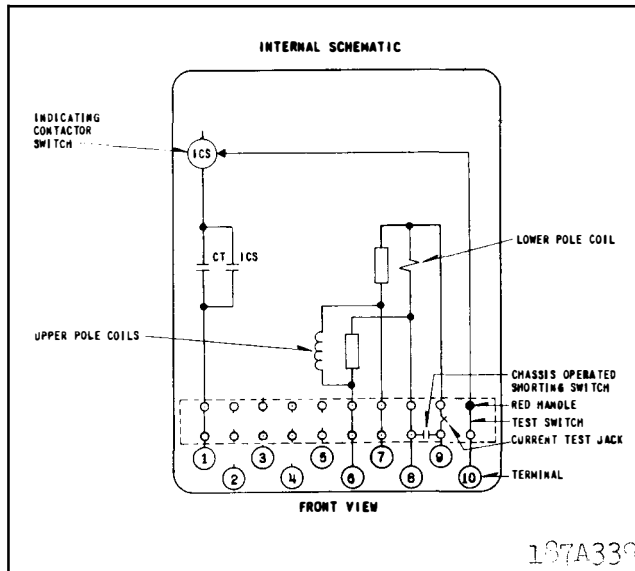 INTERNAL SCHEMATIC
INDICATING
CONTACTOR
SWITCH
ICS
CT ICS
LOWER POLE COIL
UPPER POLE COILS
CHASSIS OPERATED
SHORTING SWITCH
RED HANDLE
TEST SWITCH
CURRENT TEST JACK
1 3 5 7 9
2 4 6 8 10
TERMINAL
FRONT VIEW
187A339